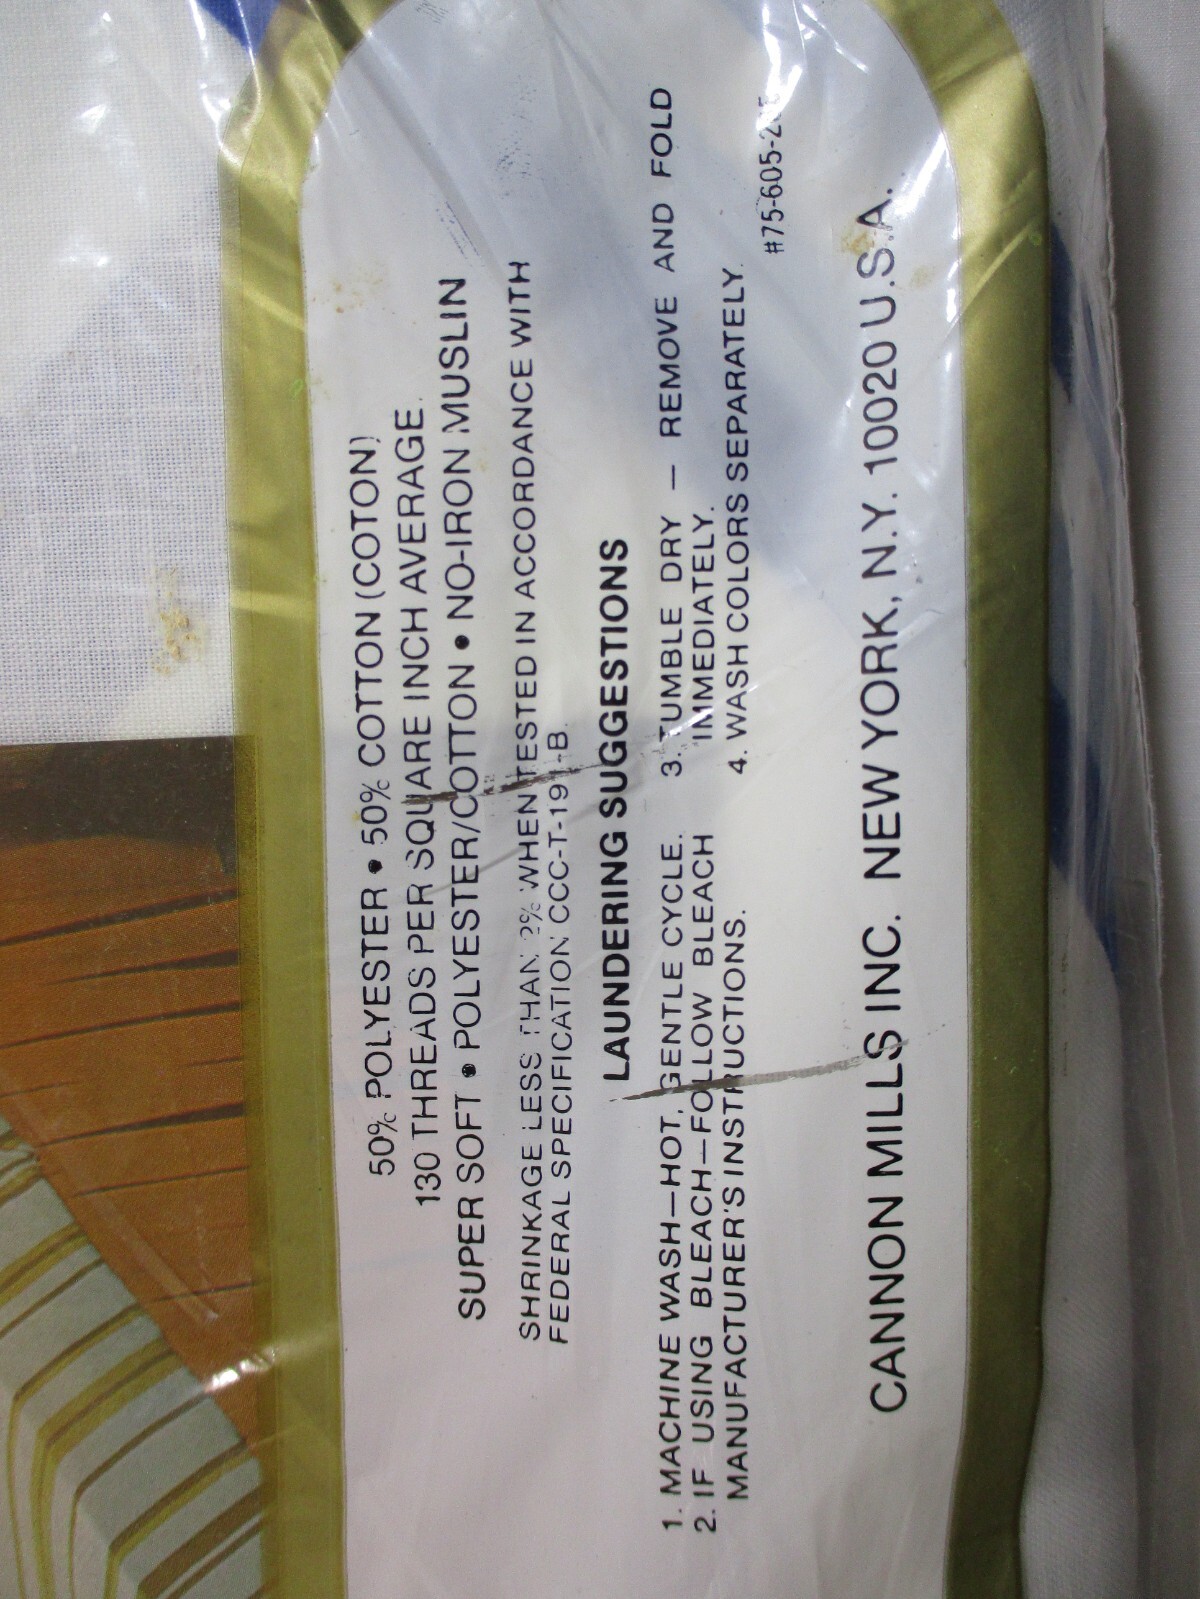 50% POLYESTER • 50% COTTON (COTON)
130 THREADS PER SQUARE INCH AVERAGE.
SUPER SOFT • POLYESTER/COTTON • NO-IRON MUSLIN
SHRINKAGE LESS THAN 2% WHEN TESTED IN ACCORDANCE WITH
FEDERAL SPECIFICATION
LAUNDERING SUGGESTIONS
1. MACHINE WASH—HOT, GENTLE CYCLE.
2. IF USING BLEACH—FOLLOW BLEACH
MANUFACTURER'S INSTRUCTIONS.
3. TUMBLE DRY — REMOVE AND FOLD
IMMEDIATELY.
4. WASH COLORS SEPARATELY.
CANNON MILLS INC. NEW YORK, N.Y. 10020 U.S.A.